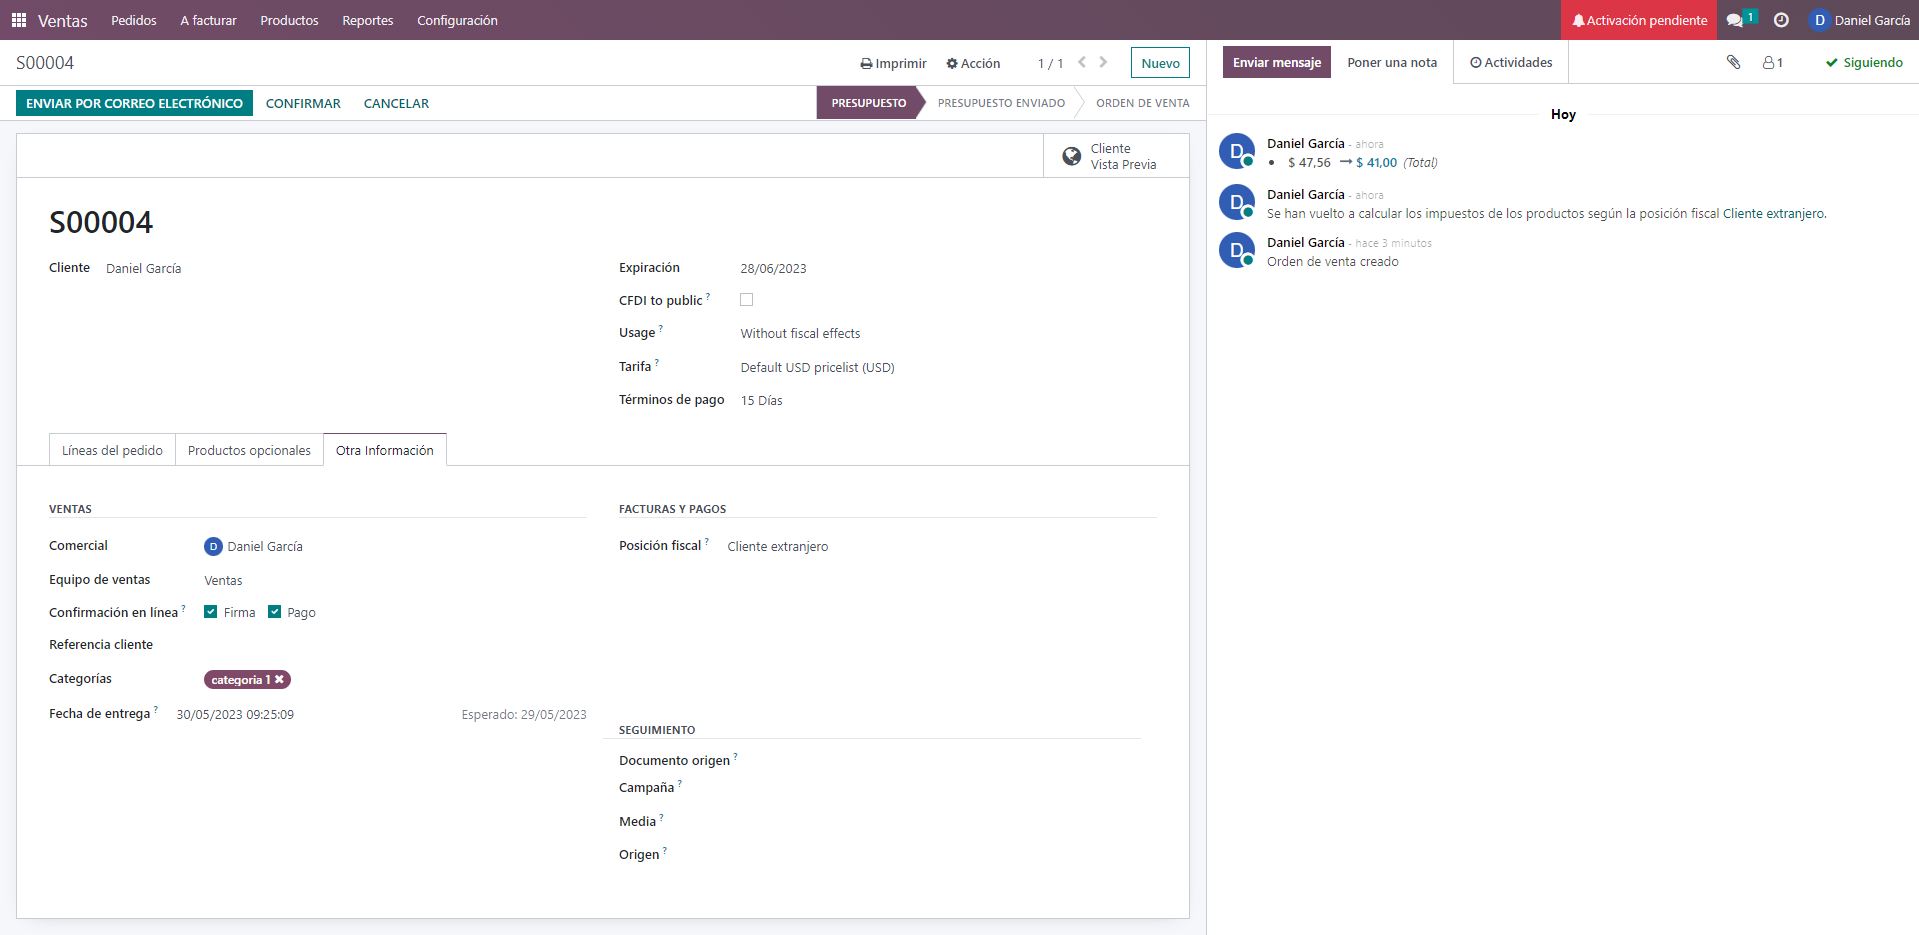 Ventas Pedidos A facturar Productos Reportes Configuración Activación pendiente 1 D Daniel García
S00004 Imprimir Acción 1 / 1 Nuevo
ENVIAR POR CORREO ELECTRÓNICO CONFIRMAR CANCELAR PRESUPUESTO PRESUPUESTO ENVIADO ORDEN DE VENTA
Cliente
Vista Previa
S00004
Cliente Daniel García
Expiración 28/06/2023
CFDI to public ?
Usage ? Without fiscal effects
Tarifa ? Default USD pricelist (USD)
Términos de pago 15 Días
Líneas del pedido Productos opcionales Otra Información
VENTAS
Comercial D Daniel García
Equipo de ventas Ventas
Confirmación en línea ? Firma Pago
Referencia cliente
Categorías categoria 1 ✖
Fecha de entrega ? 30/05/2023 09:25:09 Esperado: 29/05/2023
FACTURAS Y PAGOS
Posición fiscal ? Cliente extranjero
SEGUIMIENTO
Documento origen ?
Campaña ?
Media ?
Origen ?
Enviar mensaje Poner una nota Actividades 1 Siguiendo
Hoy
D Daniel García - ahora
• $ 47,56 → $ 41,00 (Total)
D Daniel García - ahora
Se han vuelto a calcular los impuestos de los productos según la posición fiscal Cliente extranjero.
D Daniel García - hace 3 minutos
Orden de venta creado